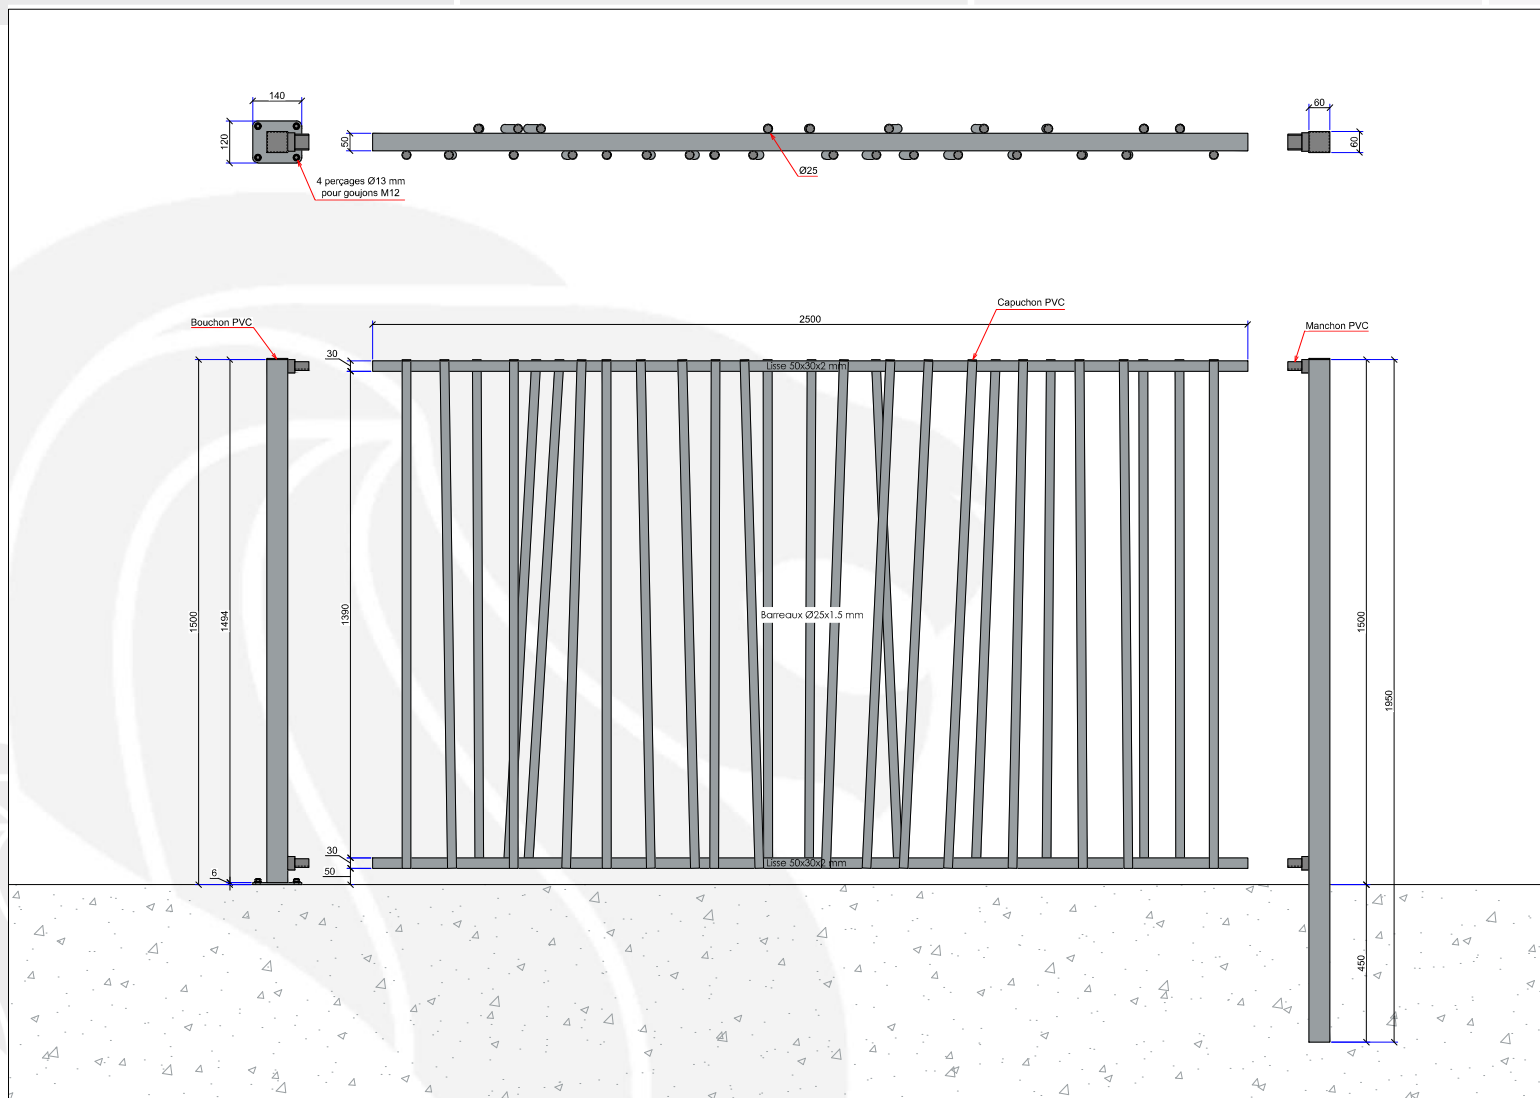 140
120
4 perçages Ø13 mm
pour goujons M12
50
Ø25
60
60
Bouchon PVC
2500
Capuchon PVC
Manchon PVC
30
Lisse 50x30x2 mm
1500
1494
1390
Barreaux Ø25x1.5 mm
1500
1950
30
Lisse 50x30x2 mm
50
6
450